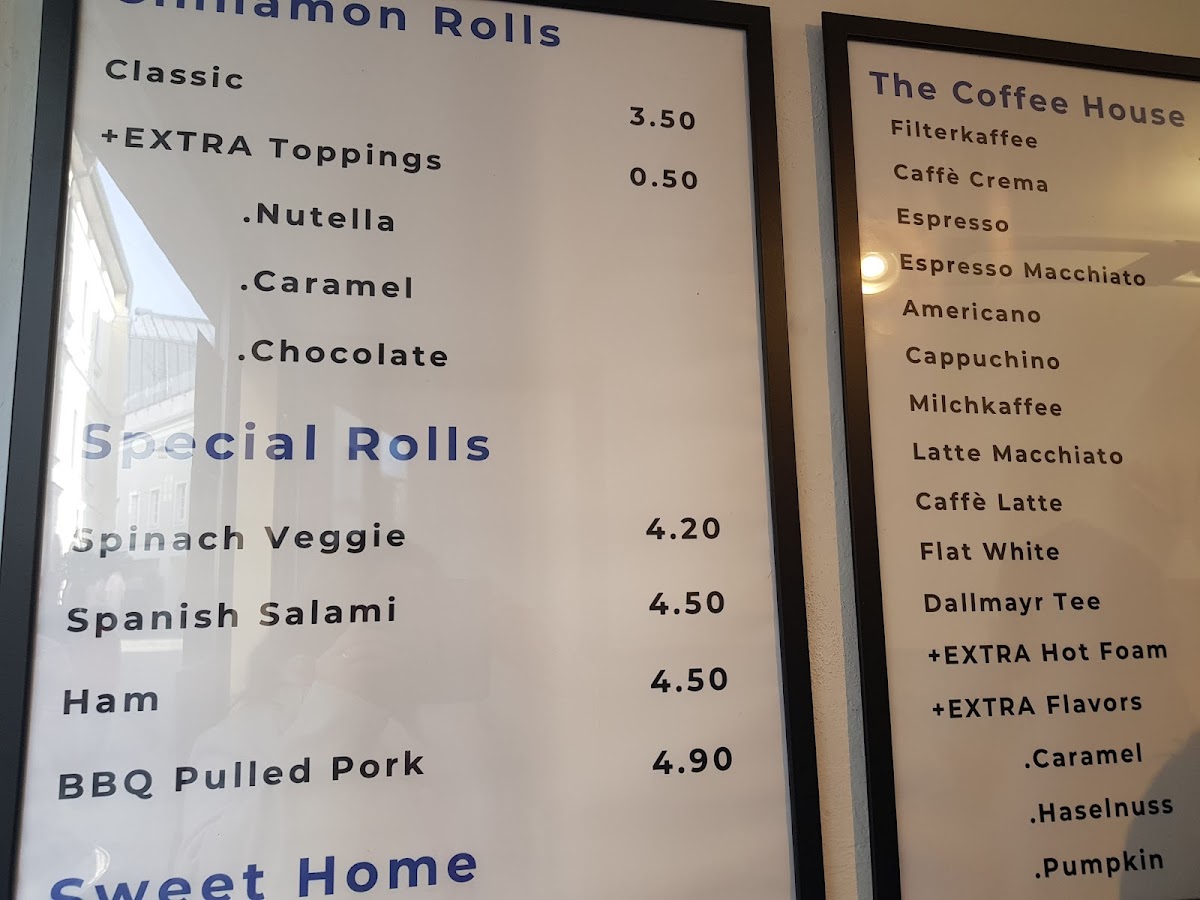 Cinnamon Rolls
Classic 3.50
+EXTRA Toppings 0.50
.Nutella
.Caramel
.Chocolate
Special Rolls
Spinach Veggie 4.20
Spanish Salami 4.50
Ham 4.50
BBQ Pulled Pork 4.90
Sweet Home
The Coffee House
Filterkaffee
Caffè Crema
Espresso
Espresso Macchiato
Americano
Cappuchino
Milchkaffee
Latte Macchiato
Caffè Latte
Flat White
Dallmayr Tee
+EXTRA Hot Foam
+EXTRA Flavors
.Caramel
.Haselnuss
.Pumpkin